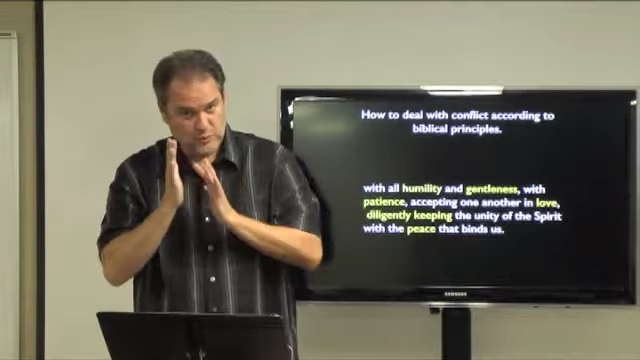 How to deal with conflict according to
biblical principles.
with all humility and gentleness, with
patience, accepting one another in love,
diligently keeping the unity of the Spirit
with the peace that binds us.
SAMSUNG